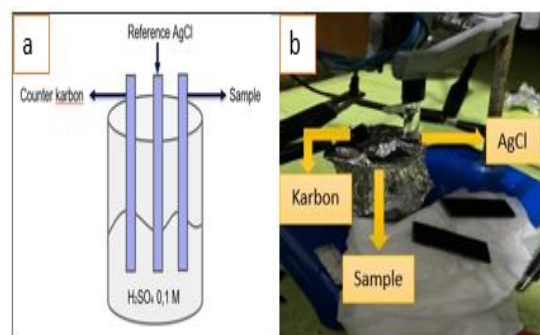 a
Reference AgCl
Counter karbon
Sample
H₂SO₄ 0,1 M
b
AgCl
Karbon
Sample